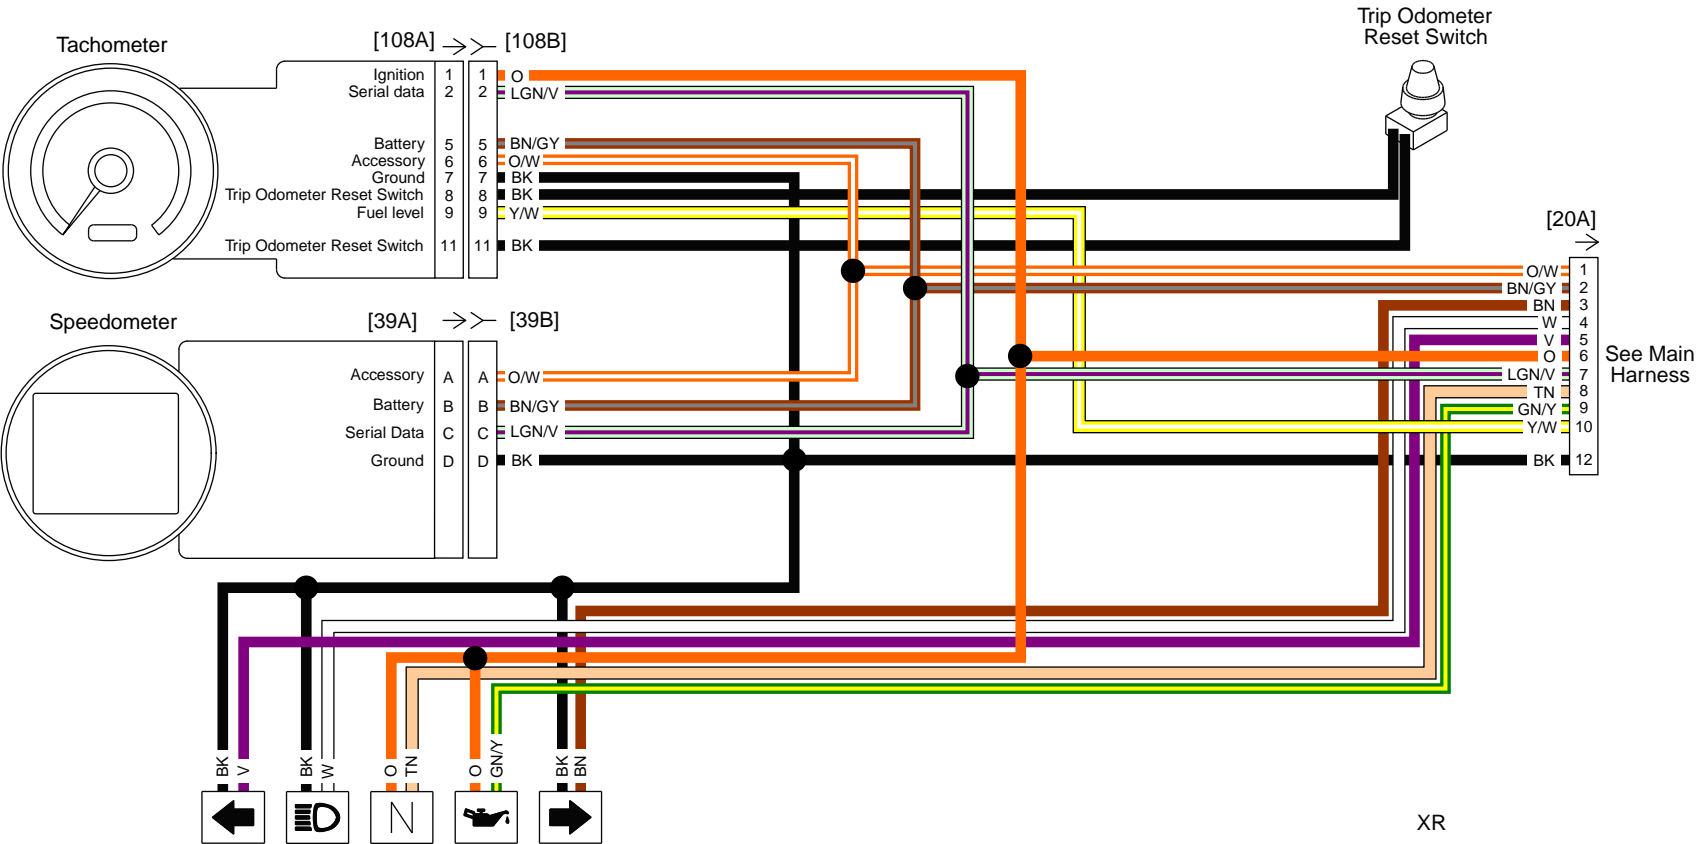 Trip Odometer
Reset Switch
Tachometer
[108A]
[108B]
Ignition 1 1 O
Serial data 2 2 LGN/V
Battery 5 5 BN/GY
Accessory 6 6 O/W
Ground 7 7 BK
Trip Odometer Reset Switch 8 8 BK
Fuel level 9 9 Y/W
Trip Odometer Reset Switch 11 11 BK
[20A]
O/W 1
BN/GY 2
BN 3
W 4
V 5
O 6
LGN/V 7
TN 8
GN/Y 9
Y/W 10
BK 12
See Main
Harness
Speedometer
[39A]
[39B]
Accessory A A O/W
Battery B B BN/GY
Serial Data C C LGN/V
Ground D D BK
BK V BK W O TN O GN/Y BK BN
N
XR